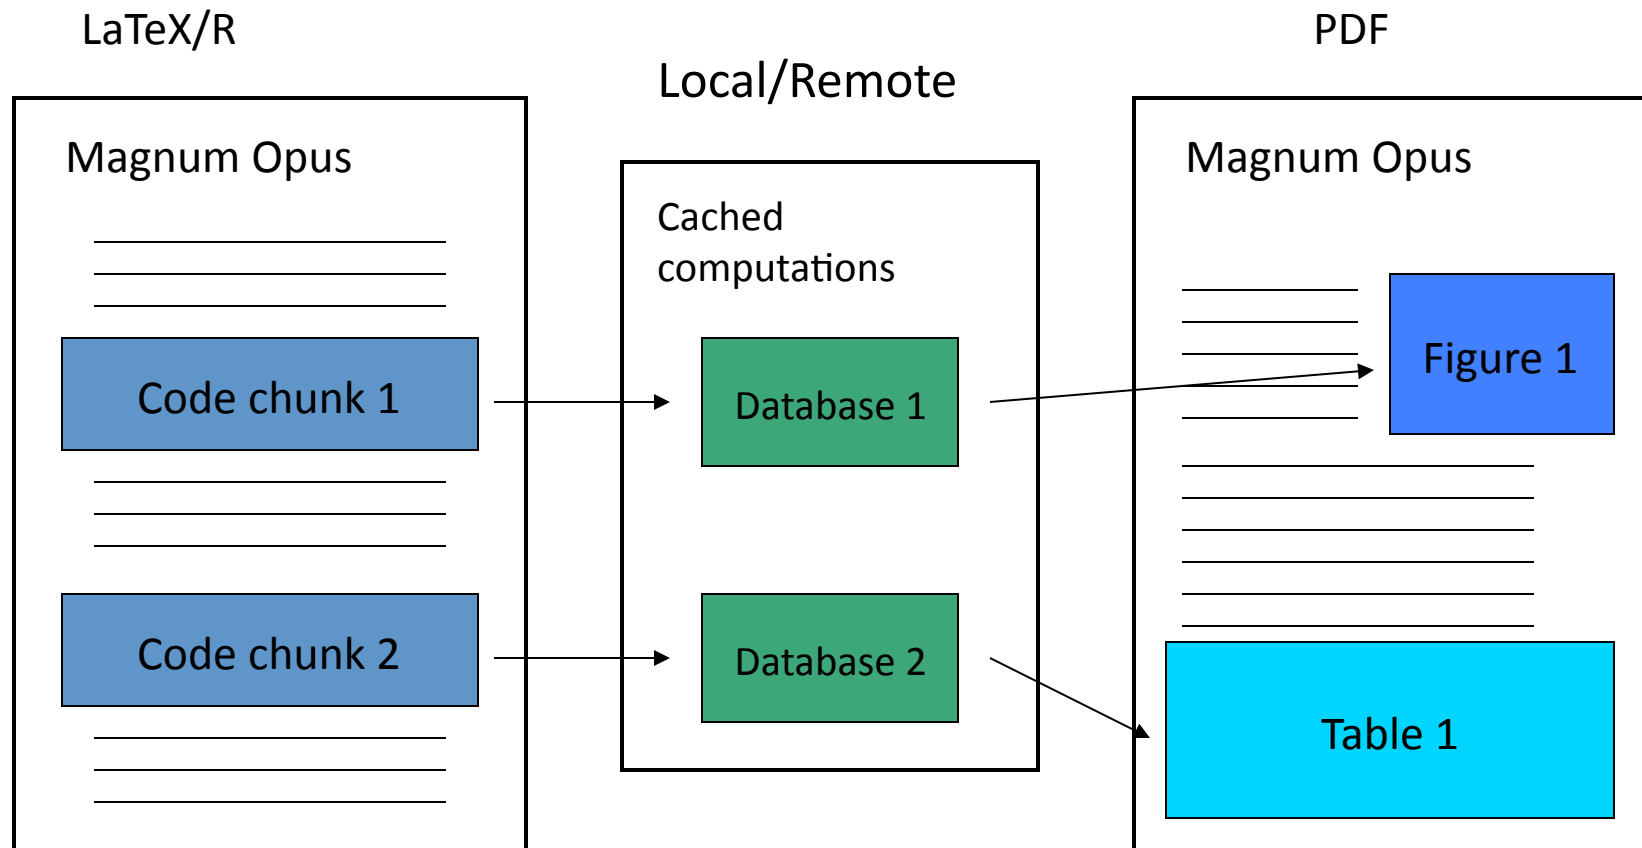 LaTeX/R
Local/Remote
PDF
Magnum Opus
Code chunk 1
Code chunk 2
Cached
computations
Database 1
Database 2
Magnum Opus
Figure 1
Table 1